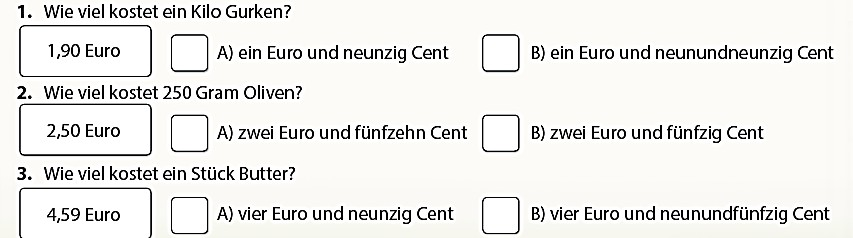 1. Wie viel kostet ein Kilo Gurken?
1,90 Euro A) ein Euro und neunzig Cent B) ein Euro und neunundneunzig Cent
2. Wie viel kostet 250 Gram Oliven?
2,50 Euro A) zwei Euro und fünfzehn Cent B) zwei Euro und fünfzig Cent
3. Wie viel kostet ein Stück Butter?
4,59 Euro A) vier Euro und neunzig Cent B) vier Euro und neunundfünfzig Cent